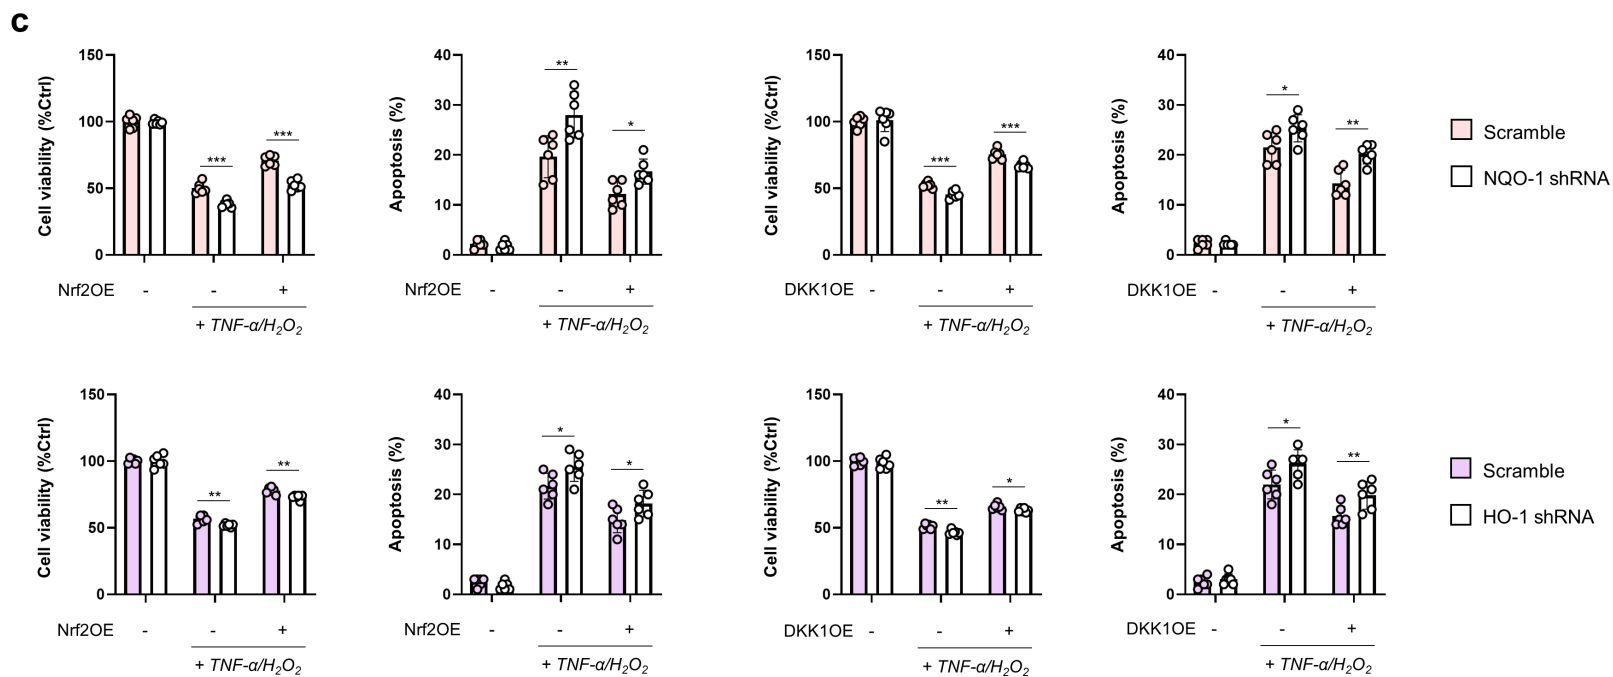 c
150
100
50
0
Cell viability (%Ctrl)
***
***
Nrf2OE - - +
+ TNF-α/H₂O₂
40
30
20
10
0
Apoptosis (%)
**
*
Nrf2OE - - +
+ TNF-α/H₂O₂
150
100
50
0
Cell viability (%Ctrl)
***
***
DKK1OE - - +
+ TNF-α/H₂O₂
40
30
20
10
0
Apoptosis (%)
*
**
DKK1OE - - +
+ TNF-α/H₂O₂
Scramble
NQO-1 shRNA
150
100
50
0
Cell viability (%Ctrl)
**
**
Nrf2OE - - +
+ TNF-α/H₂O₂
40
30
20
10
0
Apoptosis (%)
*
*
Nrf2OE - - +
+ TNF-α/H₂O₂
150
100
50
0
Cell viability (%Ctrl)
**
*
DKK1OE - - +
+ TNF-α/H₂O₂
40
30
20
10
0
Apoptosis (%)
*
**
DKK1OE - - +
+ TNF-α/H₂O₂
Scramble
HO-1 shRNA